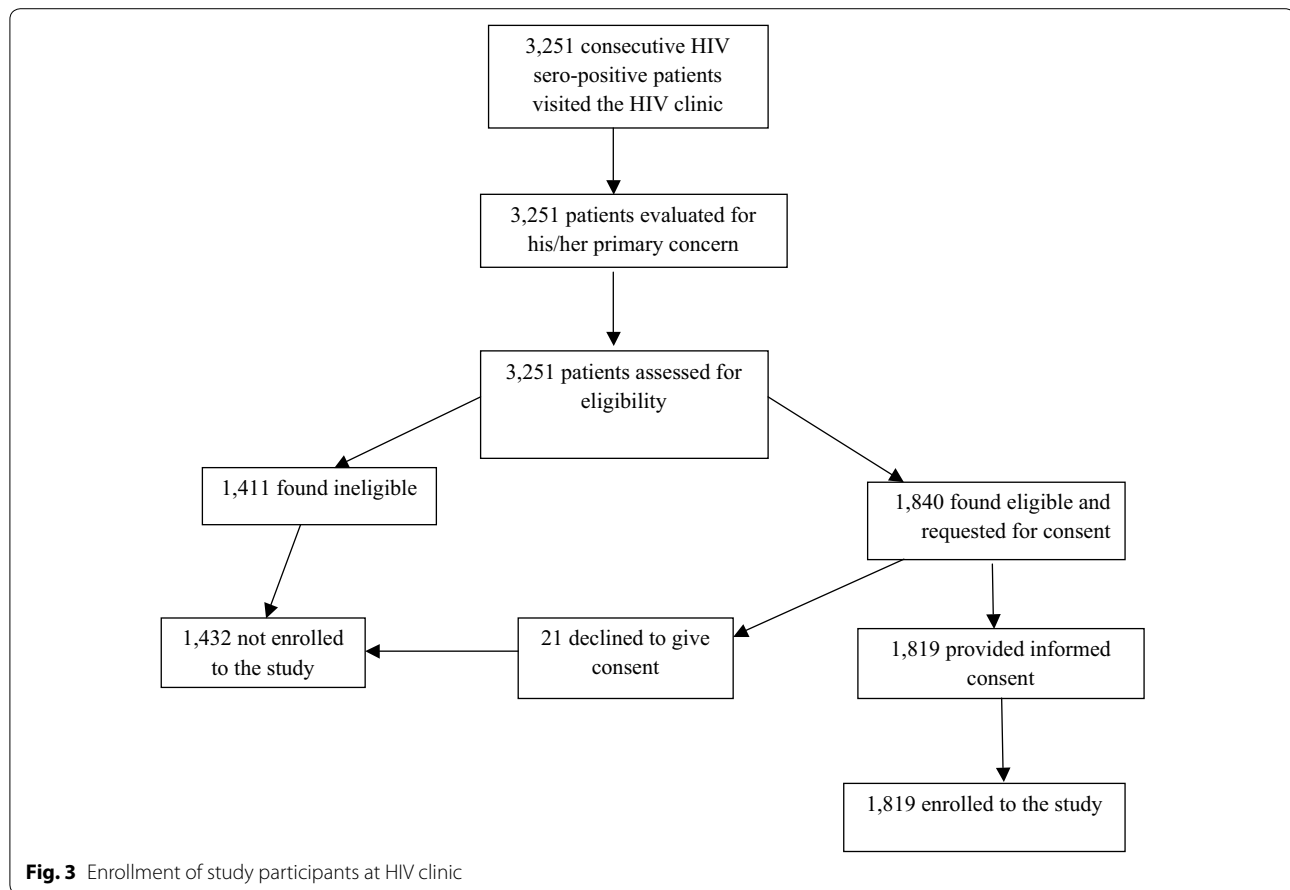 3,251 consecutive HIV
sero-positive patients
visited the HIV clinic
3,251 patients evaluated for
his/her primary concern
3,251 patients assessed for
eligibility
1,411 found ineligible
1,840 found eligible and
requested for consent
1,432 not enrolled
to the study
21 declined to give
consent
1,819 provided informed
consent
1,819 enrolled to the study
Fig. 3 Enrollment of study participants at HIV clinic